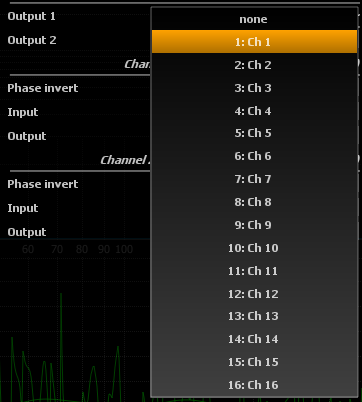 none
Output 1
1: Ch 1
Output 2
2: Ch 2
Chan
Phase invert
3: Ch 3
Input
4: Ch 4
Output
5: Ch 5
Channel
6: Ch 6
Phase invert
7: Ch 7
Input
8: Ch 8
Output
9: Ch 9
60 70 80 90 100
10: Ch 10
11: Ch 11
12: Ch 12
13: Ch 13
14: Ch 14
15: Ch 15
16: Ch 16